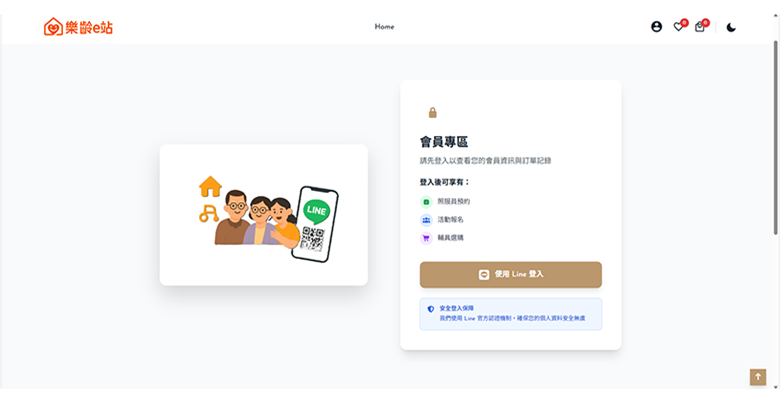 樂齡e站
Home
0
0
LINE
會員專區
請先登入以查看您的會員資訊與訂單記錄
登入後可享有：
照服員預約
活動報名
輔具選購
使用 Line 登入
安全登入保障
我們使用 Line 官方認證機制，確保您的個人資料安全無虞